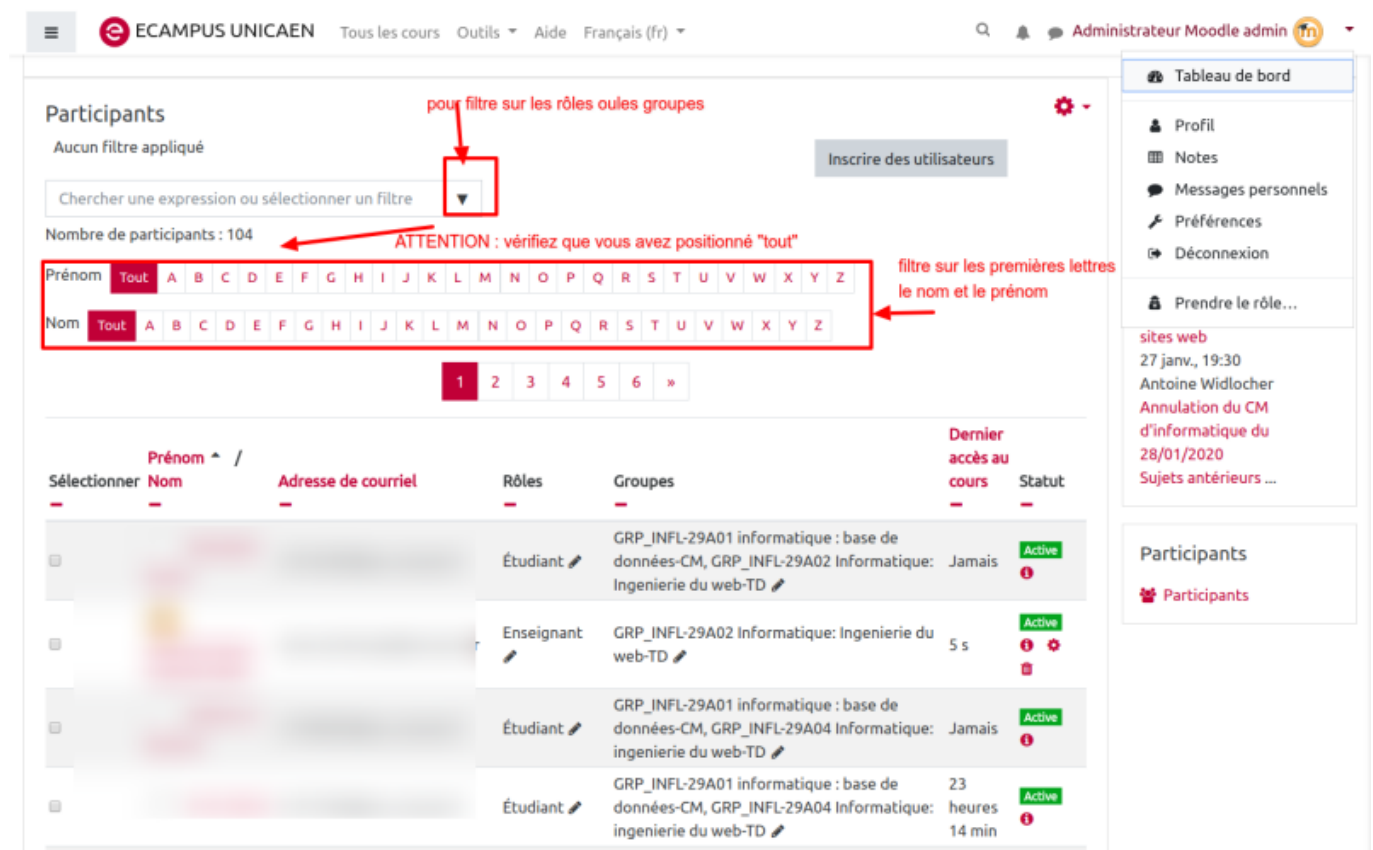 ECAMPUS UNICAEN Tous les cours Outils Aide Français (fr) Administrateur Moodle admin
Tableau de bord
Profil
Notes
Messages personnels
Préférences
Déconnexion
Prendre le rôle...
Participants
pour filtre sur les rôles oules groupes
Aucun filtre appliqué
Inscrire des utilisateurs
Chercher une expression ou sélectionner un filtre ▼
Nombre de participants : 104
ATTENTION : vérifiez que vous avez positionné "tout"
Prénom Tout A B C D E F G H I J K L M N O P Q R S T U V W X Y Z
Nom Tout A B C D E F G H I J K L M N O P Q R S T U V W X Y Z
filtre sur les premières lettres
le nom et le prénom
1 2 3 4 5 6 »
sites web
27 janv., 19:30
Antoine Widlocher
Annulation du CM
d'informatique du
28/01/2020
Sujets antérieurs ...
Participants
Participants
Sélectionner
Prénom /
Nom
Adresse de courriel
Rôles
Groupes
Dernier
accès au
cours
Statut
Étudiant
GRP_INFL-29A01 informatique : base de
données-CM, GRP_INFL-29A02 Informatique:
Ingenierie du web-TD
Jamais
Active
Enseignant
GRP_INFL-29A02 Informatique: Ingenierie du
web-TD
5 s
Active
Étudiant
GRP_INFL-29A01 informatique : base de
données-CM, GRP_INFL-29A04 Informatique:
ingenierie du web-TD
Jamais
Active
Étudiant
GRP_INFL-29A01 informatique : base de
données-CM, GRP_INFL-29A04 Informatique:
ingenierie du web-TD
23
heures
14 min
Active